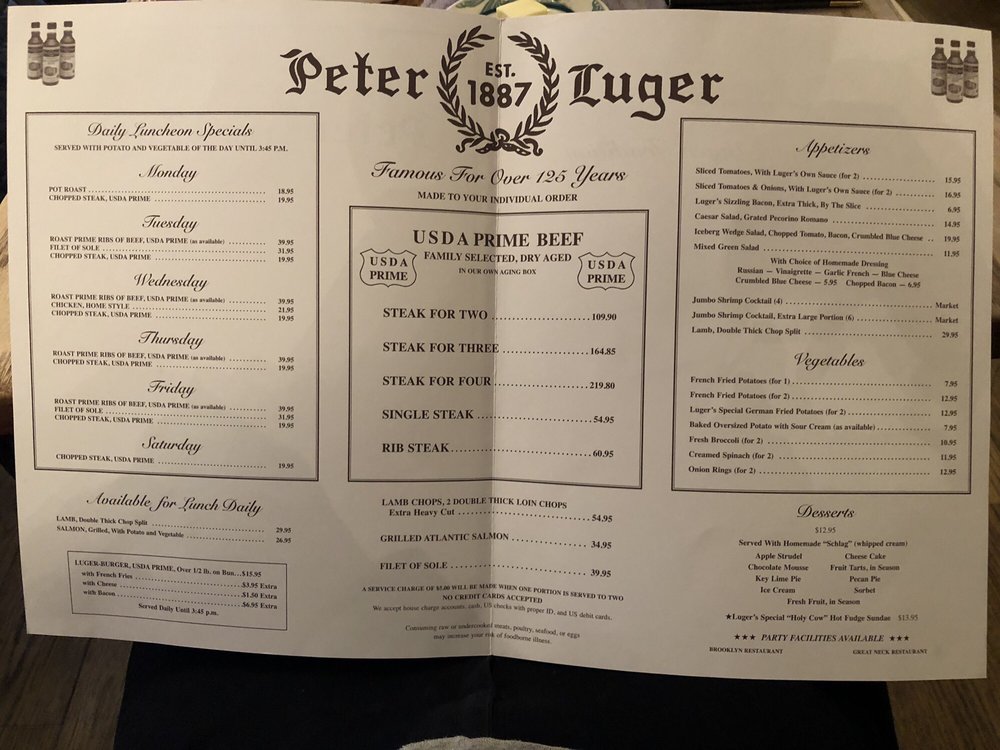 Peter EST. 1887 Luger
Famous For Over 125 Years
MADE TO YOUR INDIVIDUAL ORDER
Daily Luncheon Specials
SERVED WITH POTATO AND VEGETABLE OF THE DAY UNTIL 3:45 P.M.
Monday
POT ROAST 18.95
CHOPPED STEAK, USDA PRIME 19.95
Tuesday
ROAST PRIME RIBS OF BEEF, USDA PRIME (as available) 39.95
FILET OF SOLE 31.95
CHOPPED STEAK, USDA PRIME 19.95
Wednesday
ROAST PRIME RIBS OF BEEF, USDA PRIME (as available) 39.95
CHICKEN, HOME STYLE 21.95
CHOPPED STEAK, USDA PRIME 19.95
Thursday
ROAST PRIME RIBS OF BEEF, USDA PRIME (as available) 39.95
CHOPPED STEAK, USDA PRIME 19.95
Friday
ROAST PRIME RIBS OF BEEF, USDA PRIME (as available) 39.95
FILET OF SOLE 31.95
CHOPPED STEAK, USDA PRIME 19.95
Saturday
CHOPPED STEAK, USDA PRIME 19.95
Available for Lunch Daily
LAMB, Double Thick Chop Split 29.95
SALMON, Grilled, With Potato and Vegetable 26.95
LUGER-BURGER, USDA PRIME, Over 1/2 lb. on Bun...$15.95
with French Fries $3.95 Extra
with Cheese $1.50 Extra
with Bacon $6.95 Extra
Served Daily Until 3:45 p.m.
USDA PRIME BEEF
FAMILY SELECTED, DRY AGED
IN OUR OWN AGING BOX
USDA PRIME
USDA PRIME
STEAK FOR TWO 109.90
STEAK FOR THREE 164.85
STEAK FOR FOUR 219.80
SINGLE STEAK 54.95
RIB STEAK 60.95
LAMB CHOPS, 2 DOUBLE THICK LOIN CHOPS
Extra Heavy Cut 54.95
GRILLED ATLANTIC SALMON 34.95
FILET OF SOLE 39.95
A SERVICE CHARGE OF $5.00 WILL BE MADE WHEN ONE PORTION IS SERVED TO TWO
NO CREDIT CARDS ACCEPTED
We accept house charge accounts, cash, US checks with proper ID, and US debit cards.
Consuming raw or undercooked meats, poultry, seafood, or eggs
may increase your risk of foodborne illness.
Appetizers
Sliced Tomatoes, With Luger's Own Sauce (for 2) 15.95
Sliced Tomatoes & Onions, With Luger's Own Sauce (for 2) 16.95
Luger's Sizzling Bacon, Extra Thick, By The Slice 6.95
Caesar Salad, Grated Pecorino Romano 14.95
Iceberg Wedge Salad, Chopped Tomato, Bacon, Crumbled Blue Cheese 19.95
Mixed Green Salad 11.95
With Choice of Homemade Dressing
Russian — Vinaigrette — Garlic French — Blue Cheese
Crumbled Blue Cheese — 5.95 Chopped Bacon — 6.95
Jumbo Shrimp Cocktail (4) Market
Jumbo Shrimp Cocktail, Extra Large Portion (6) Market
Lamb, Double Thick Chop Split 29.95
Vegetables
French Fried Potatoes (for 1) 7.95
French Fried Potatoes (for 2) 12.95
Luger's Special German Fried Potatoes (for 2) 12.95
Baked Oversized Potato with Sour Cream (as available) 7.95
Fresh Broccoli (for 2) 10.95
Creamed Spinach (for 2) 11.95
Onion Rings (for 2) 12.95
Desserts
$12.95
Served With Homemade "Schlag" (whipped cream)
Apple Strudel Cheese Cake
Chocolate Mousse Fruit Tarts, in Season
Key Lime Pie Pecan Pie
Ice Cream Sorbet
Fresh Fruit, in Season
★Luger's Special "Holy Cow" Hot Fudge Sundae $13.95
★★★ PARTY FACILITIES AVAILABLE ★★★
BROOKLYN RESTAURANT GREAT NECK RESTAURANT